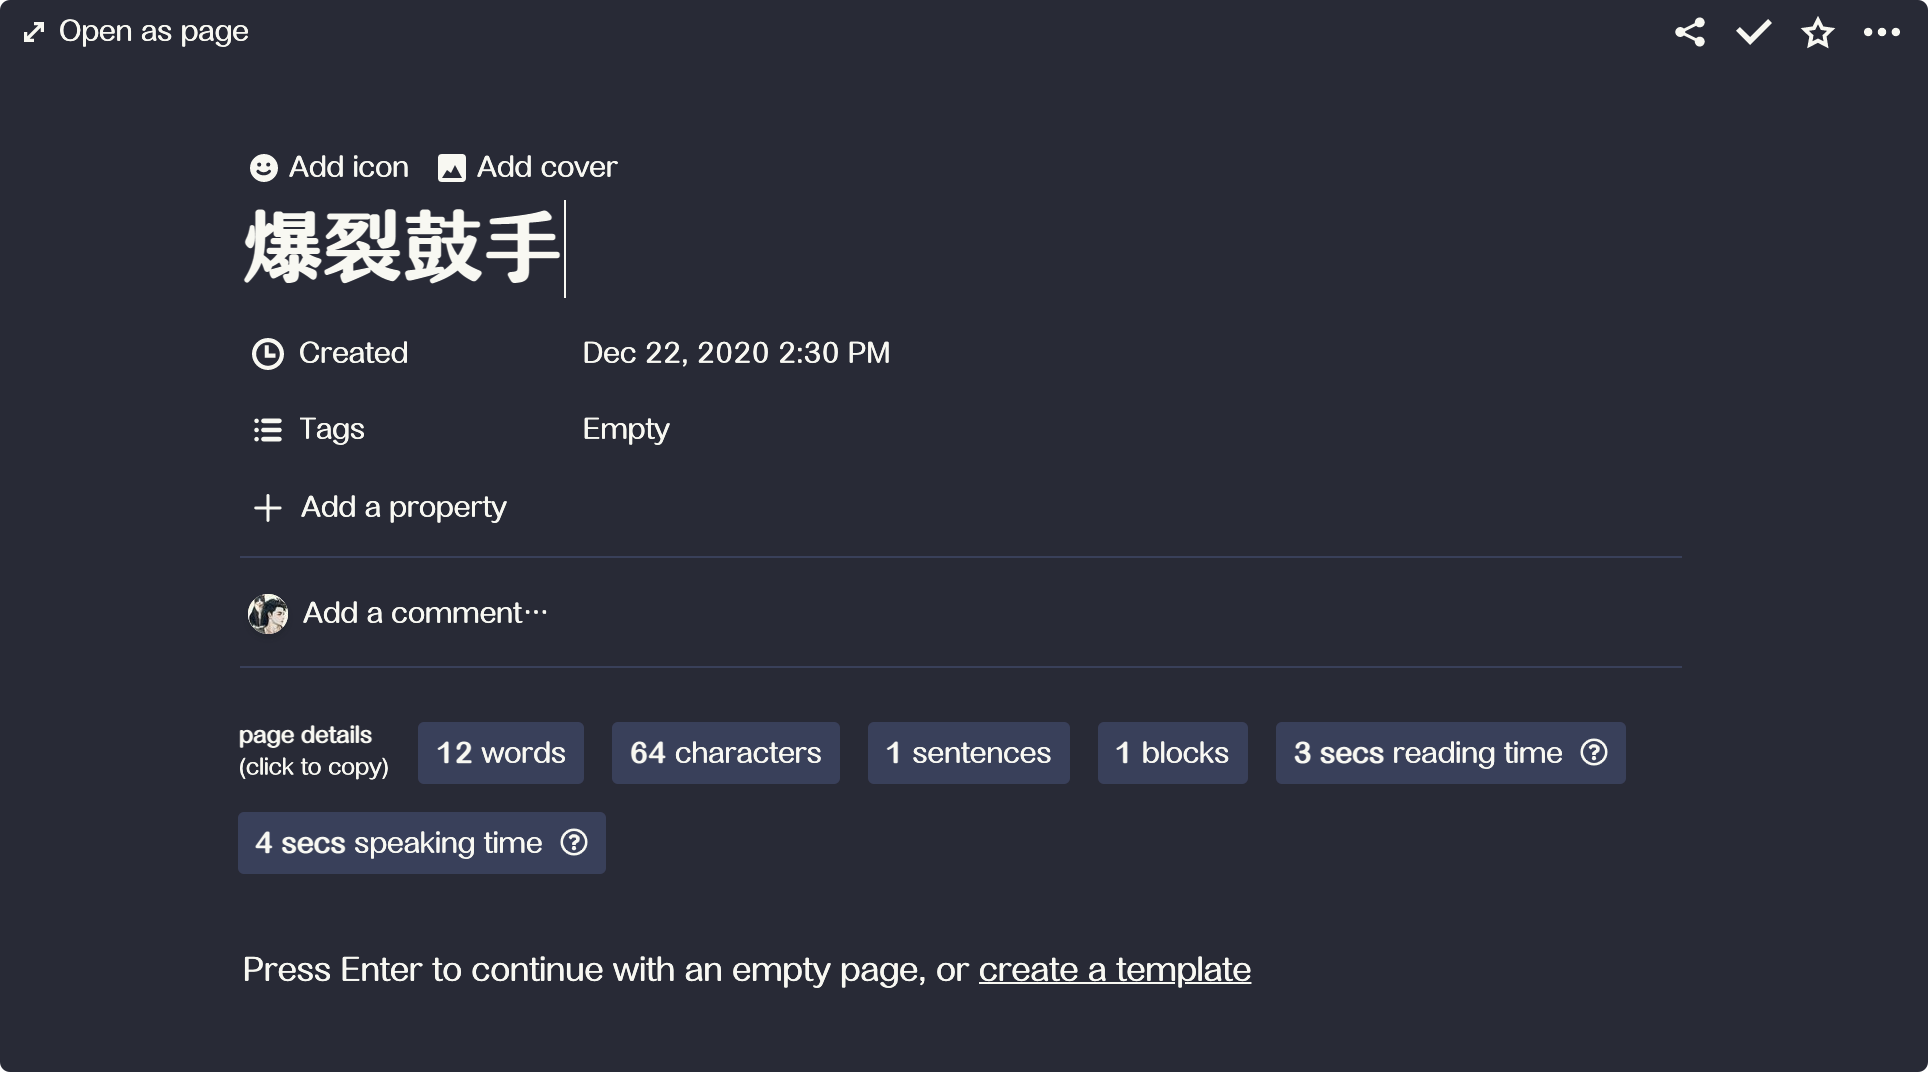 Open as page
Add icon Add cover
爆裂鼓手
Created Dec 22, 2020 2:30 PM
Tags Empty
Add a property
Add a comment…
page details
(click to copy)
12 words 64 characters 1 sentences 1 blocks 3 secs reading time
4 secs speaking time
Press Enter to continue with an empty page, or create a template